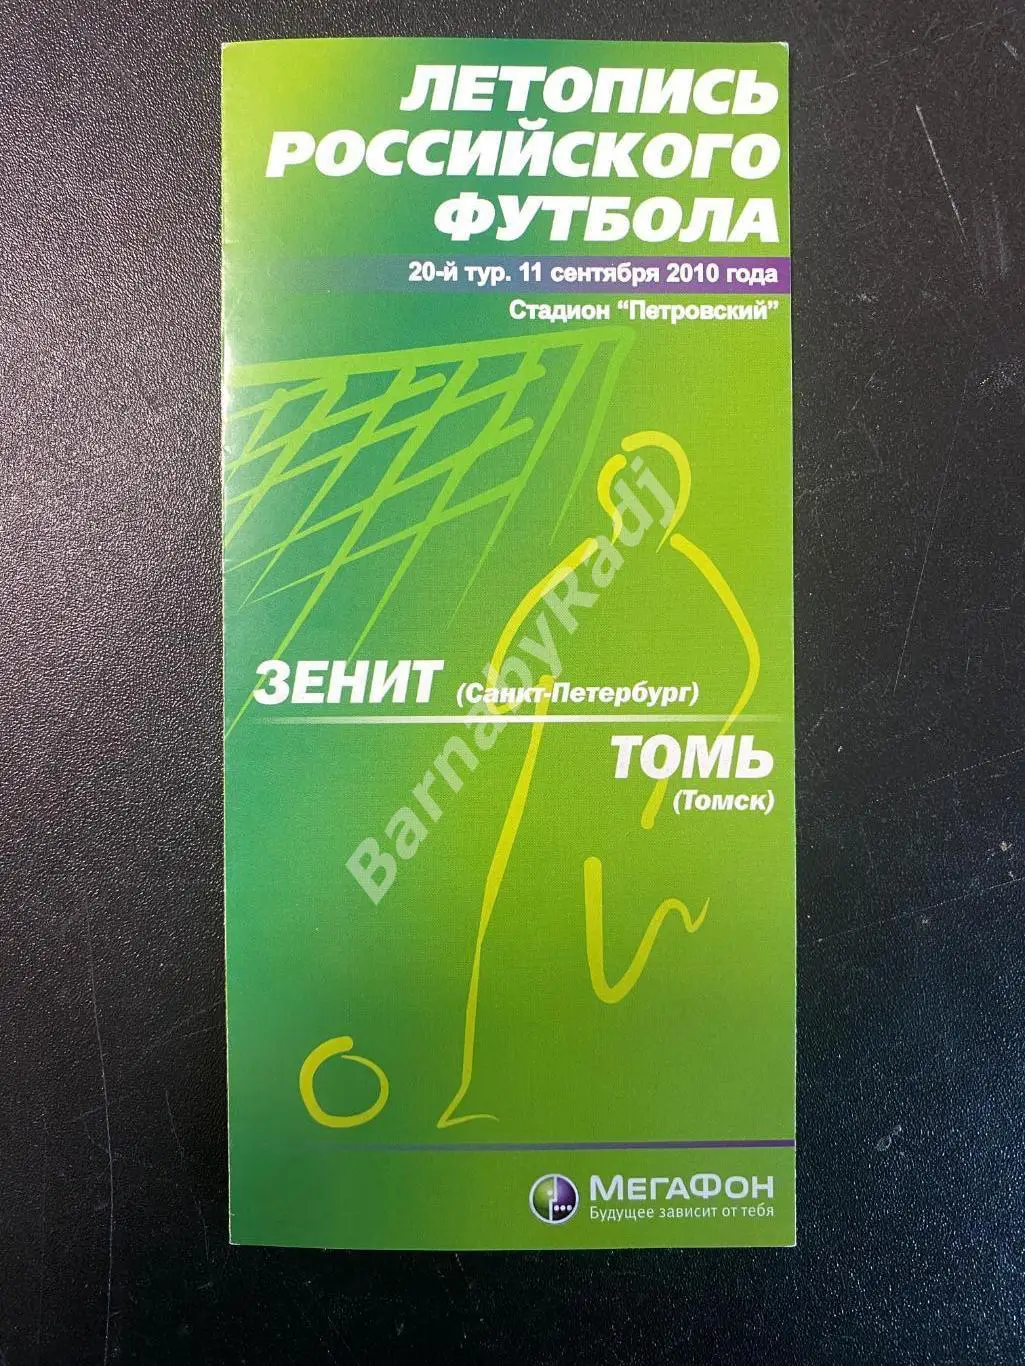 ЛЕТОПИСЬ
РОССИЙСКОГО
ФУТБОЛА
20-й тур. 11 сентября 2010 года
Стадион “Петровский”
ЗЕНИТ (Санкт-Петербург)
ТОМЬ
(Томск)
BarnabyRadj
МЕГАФОН
Будущее зависит от тебя